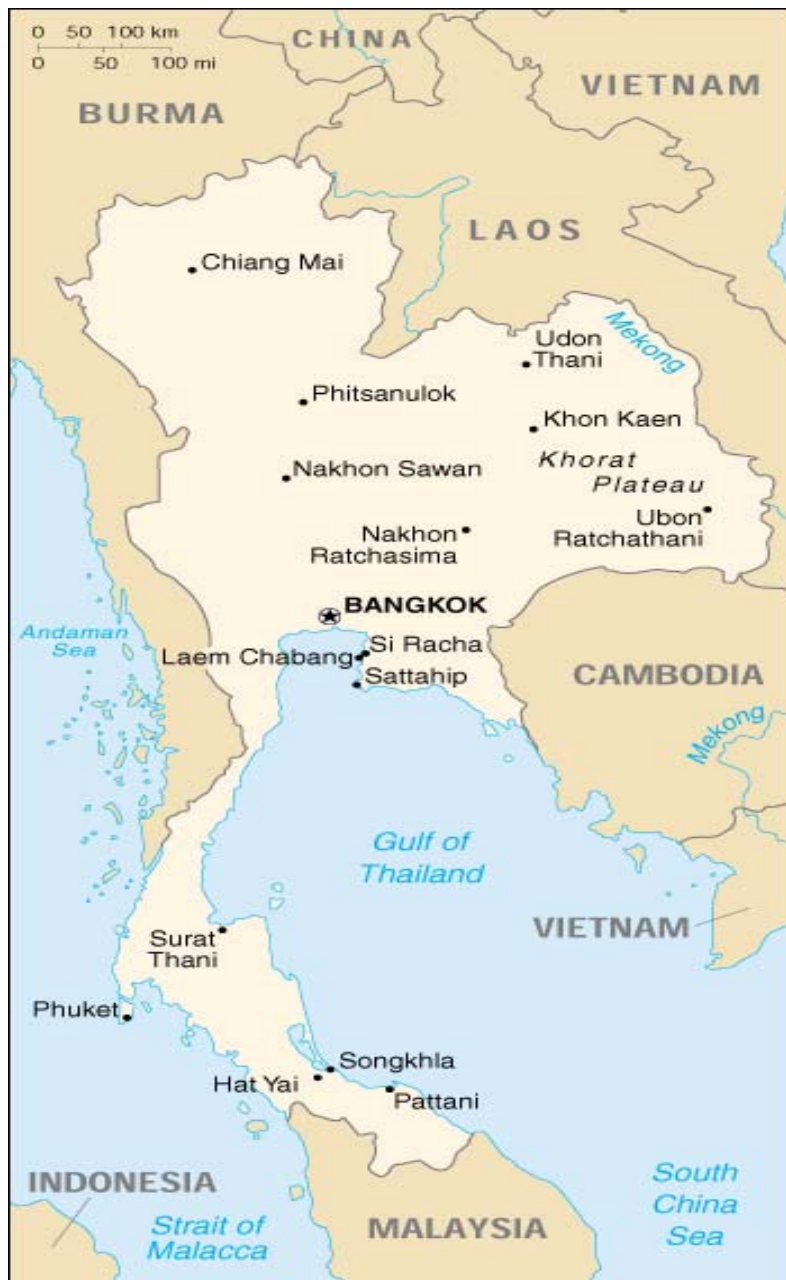 0 50 100 km
0 50 100 mi
CHINA
VIETNAM
BURMA
LAOS
Chiang Mai
Mekong
Udon
Thani
Phitsanulok
Khon Kaen
Khorat
Plateau
Nakhon Sawan
Ubon
Ratchathani
Nakhon
Ratchasima
BANGKOK
Andaman
Sea
Si Racha
Laem Chabang
Sattahip
CAMBODIA
Mekong
Gulf of
Thailand
VIETNAM
Surat
Thani
Phuket
Songkhla
Hat Yai
Pattani
INDONESIA
Strait of
Malacca
MALAYSIA
South
China
Sea